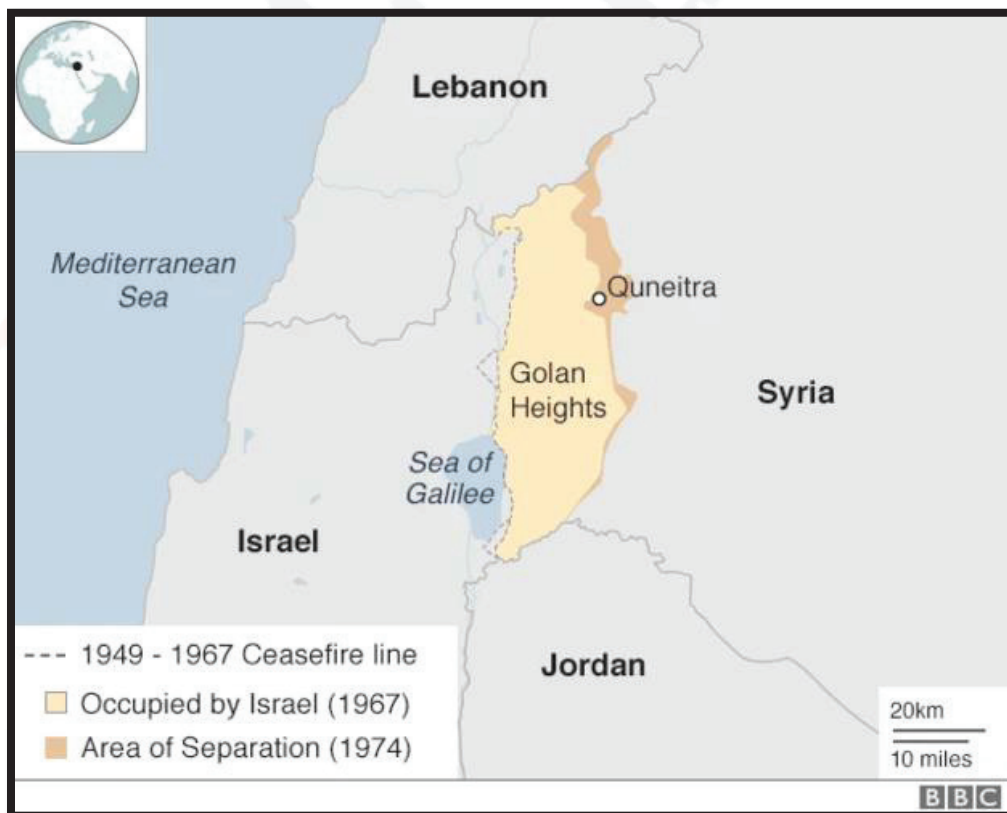 Lebanon
Mediterranean
Sea
Quneitra
Golan
Heights
Syria
Sea of
Galilee
Israel
1949 - 1967 Ceasefire line
Occupied by Israel (1967)
Area of Separation (1974)
Jordan
20km
10 miles
BBC